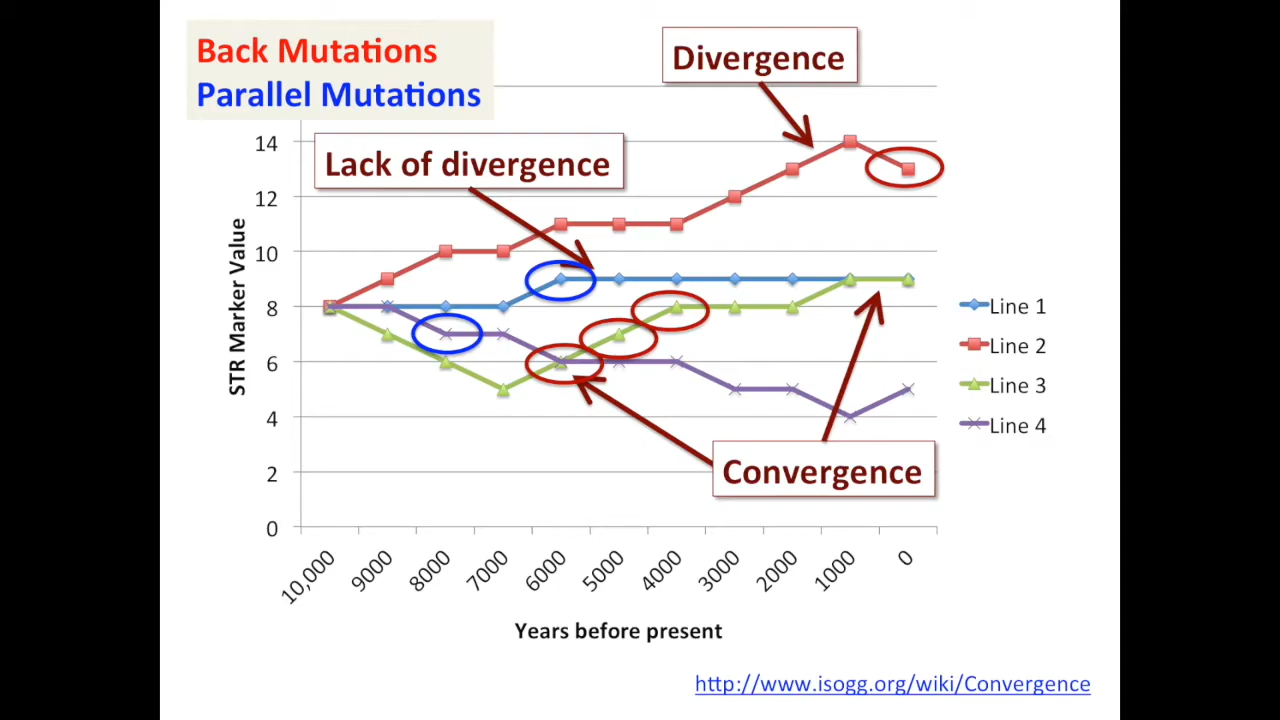 Back Mutations
Parallel Mutations
Divergence
Lack of divergence
Convergence
STR Marker Value
14
12
10
8
6
4
2
0
10,000
9000
8000
7000
6000
5000
4000
3000
2000
1000
0
Years before present
Line 1
Line 2
Line 3
Line 4
http://www.isogg.org/wiki/Convergence